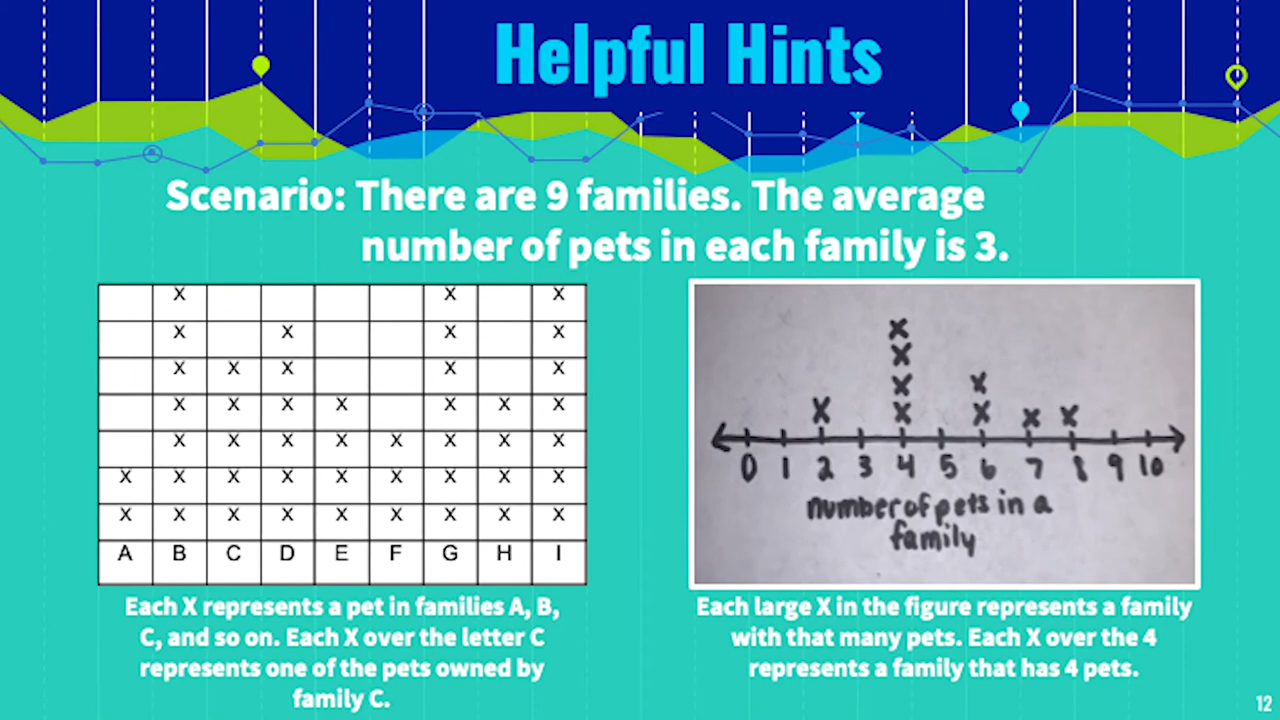 Helpful Hints
Scenario: There are 9 families. The average
number of pets in each family is 3.
X X X
X X X X
X X X X X
X X X X X X X
X X X X X X X X
X X X X X X X X X
X X X X X X X X X
A B C D E F G H I
Each X represents a pet in families A, B,
C, and so on. Each X over the letter C
represents one of the pets owned by
family C.
X
X
X X
X X X X X
0 1 2 3 4 5 6 7 8 9 10
number of pets in a
family
Each large X in the figure represents a family
with that many pets. Each X over the 4
represents a family that has 4 pets.
12